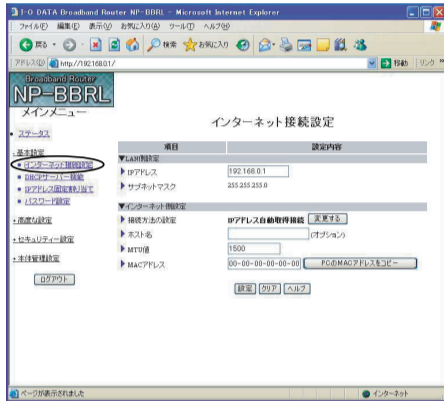 I-O DATA Broadband Router NP-BBRL - Microsoft Internet Explorer
ファイル(F) 編集(E) 表示(V) お気に入り(A) ツール(T) ヘルプ(H)
戻る 検索 お気に入り
アドレス(D) http://192.168.0.1/ 移動 リンク »
Broadband Router
NP-BBRL
メインメニュー
ステータス
-基本設定
インターネット接続設定
DHCPサーバー機能
IPアドレス固定割り当て
パスワード設定
+高度な設定
+セキュリティー設定
+本体管理設定
ログアウト
インターネット接続設定
項目 設定内容
▼LAN側設定
IPアドレス 192.168.0.1
サブネットマスク 255.255.255.0
▼インターネット側設定
接続方法の設定 IPアドレス自動取得接続 変更する
ホスト名 (オプション)
MTU値 1500
MACアドレス 00-00-00-00-00-00 PCのMACアドレスをコピー
設定 クリア ヘルプ
ページが表示されました インターネット